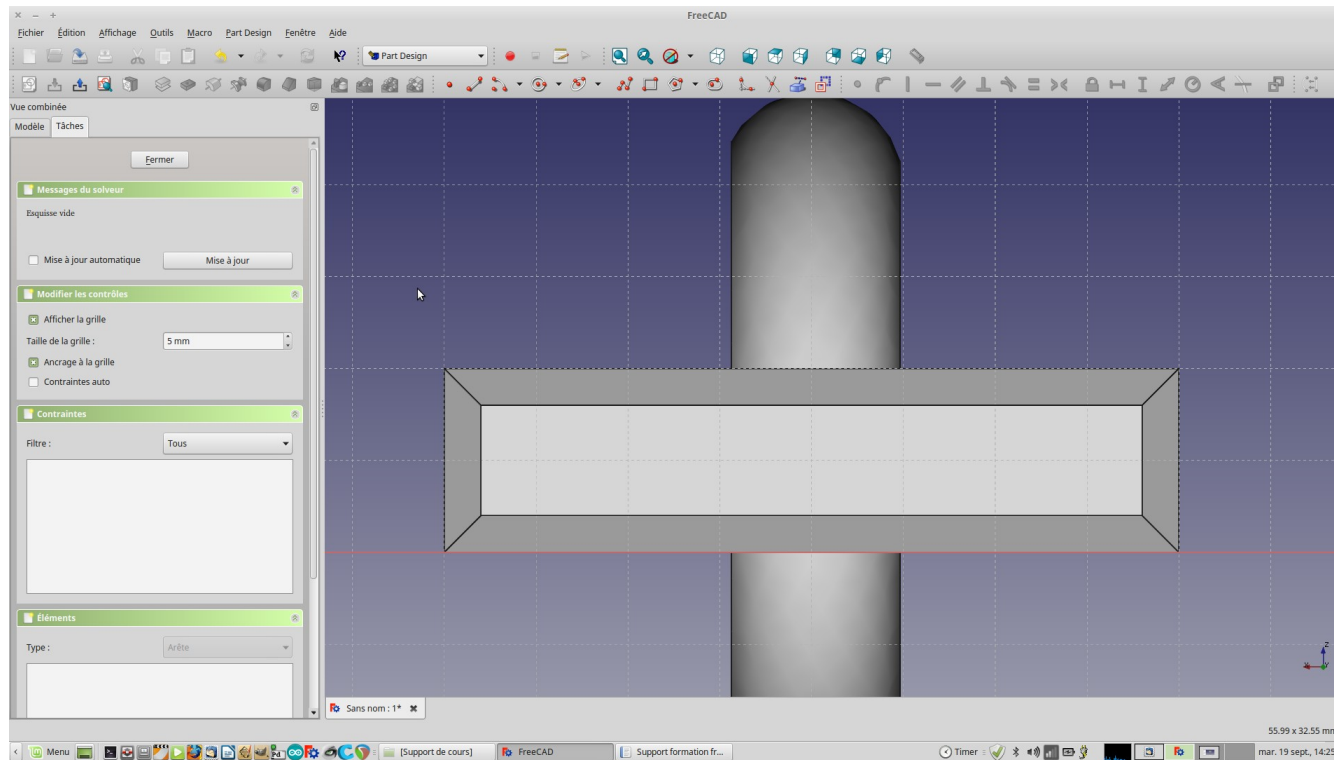 FreeCAD
Fichier Édition Affichage Outils Macro Part Design Fenêtre Aide
Part Design
Vue combinée
Modèle Tâches
Fermer
Messages du solveur
Esquisse vide
Mise à jour automatique Mise à jour
Modifier les contrôles
Afficher la grille
Taille de la grille : 5 mm
Ancrage à la grille
Contraintes auto
Contraintes
Filtre : Tous
Éléments
Type : Arête
Z
Y
Sans nom : 1*
55.99 x 32.55 mm
Menu [Support de cours] FreeCAD Support formation fr... Timer mar. 19 sept., 14:25